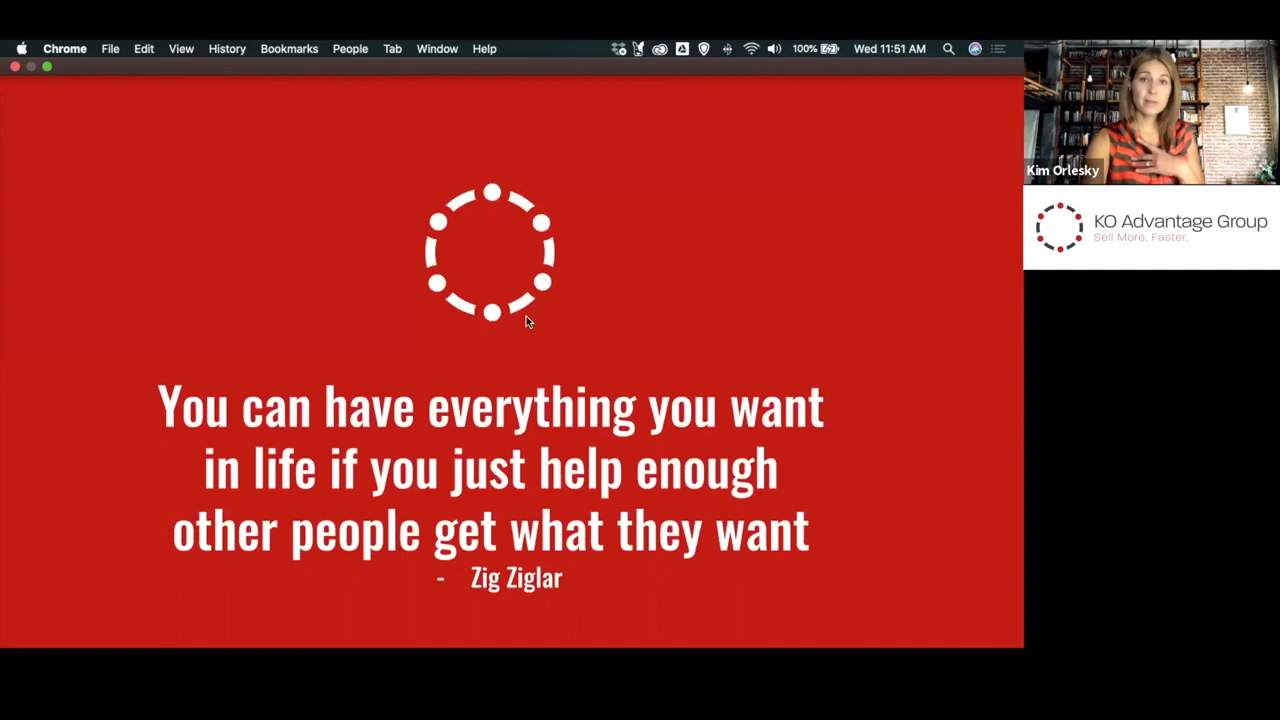 Chrome File Edit View History Bookmarks People Tab Window Help 100% Wed 11:51 AM
Kim Orlesky
KO Advantage Group
Sell More. Faster.
You can have everything you want
in life if you just help enough
other people get what they want
- Zig Ziglar